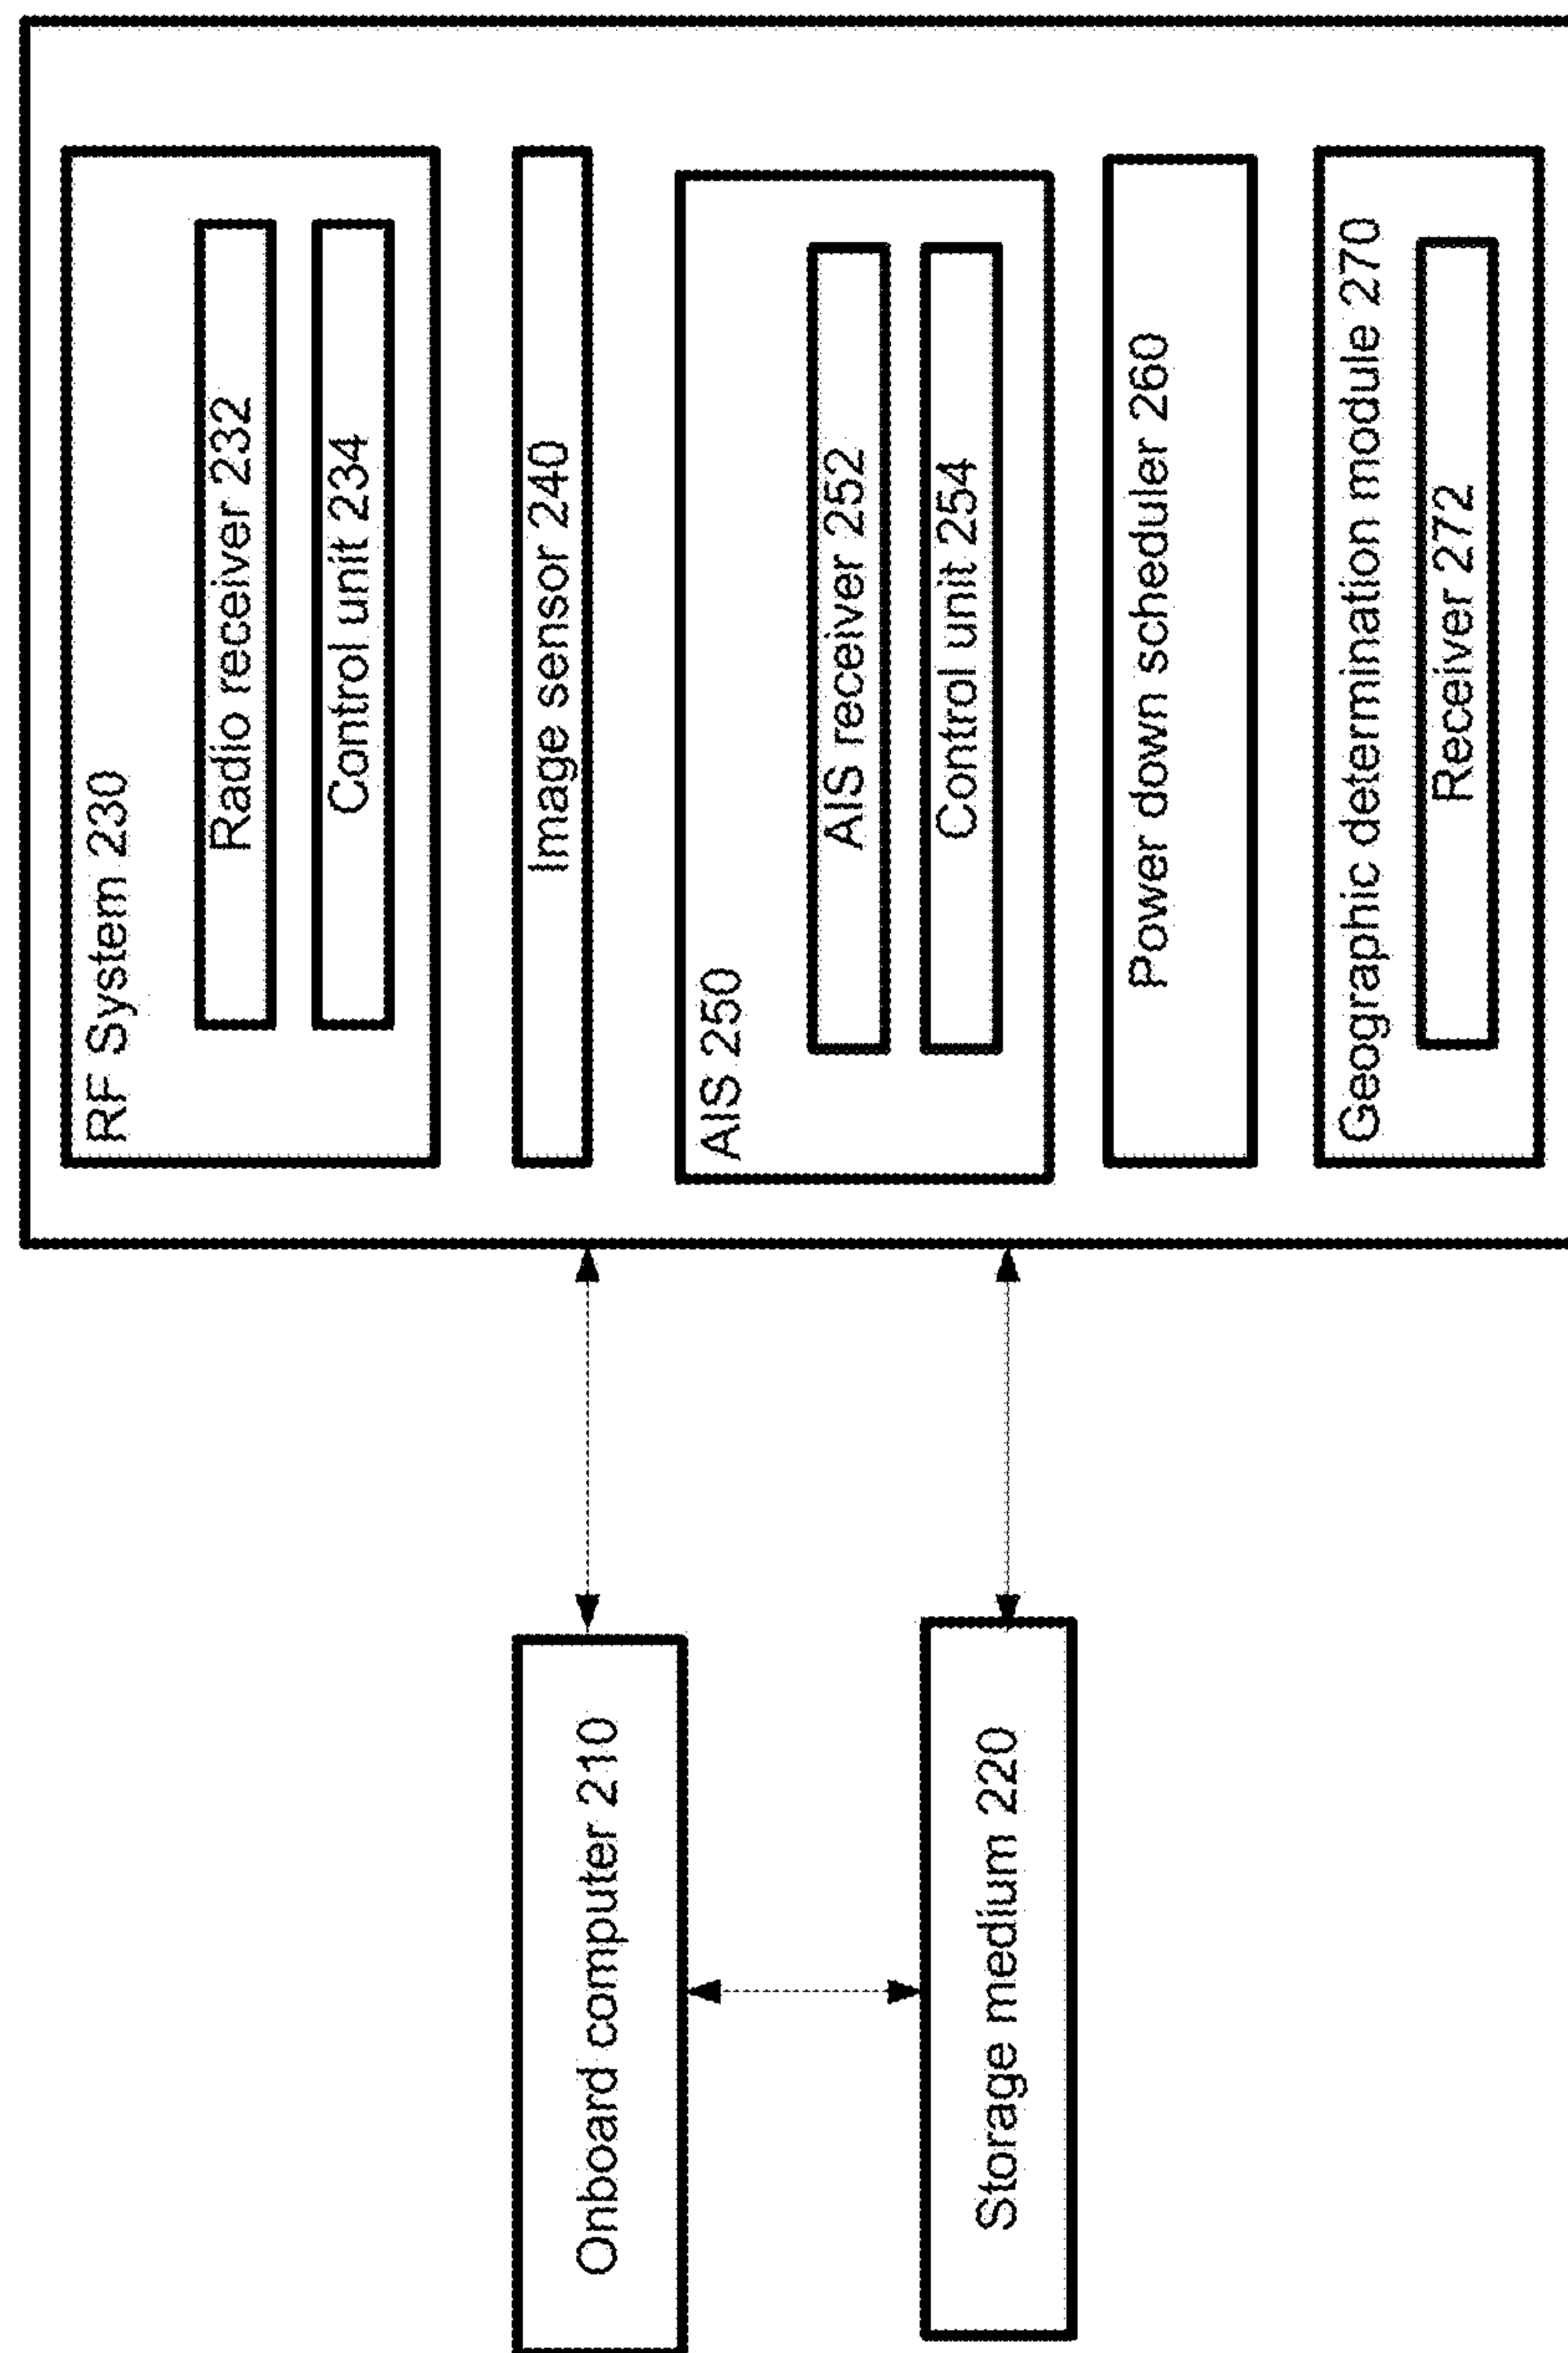 Onboard computer 210
Storage medium 220
RF System 230
Radio receiver 232
Control unit 234
Image sensor 240
AIS 250
AIS receiver 252
Control unit 254
Power down scheduler 260
Geographic determination module 270
Receiver 272